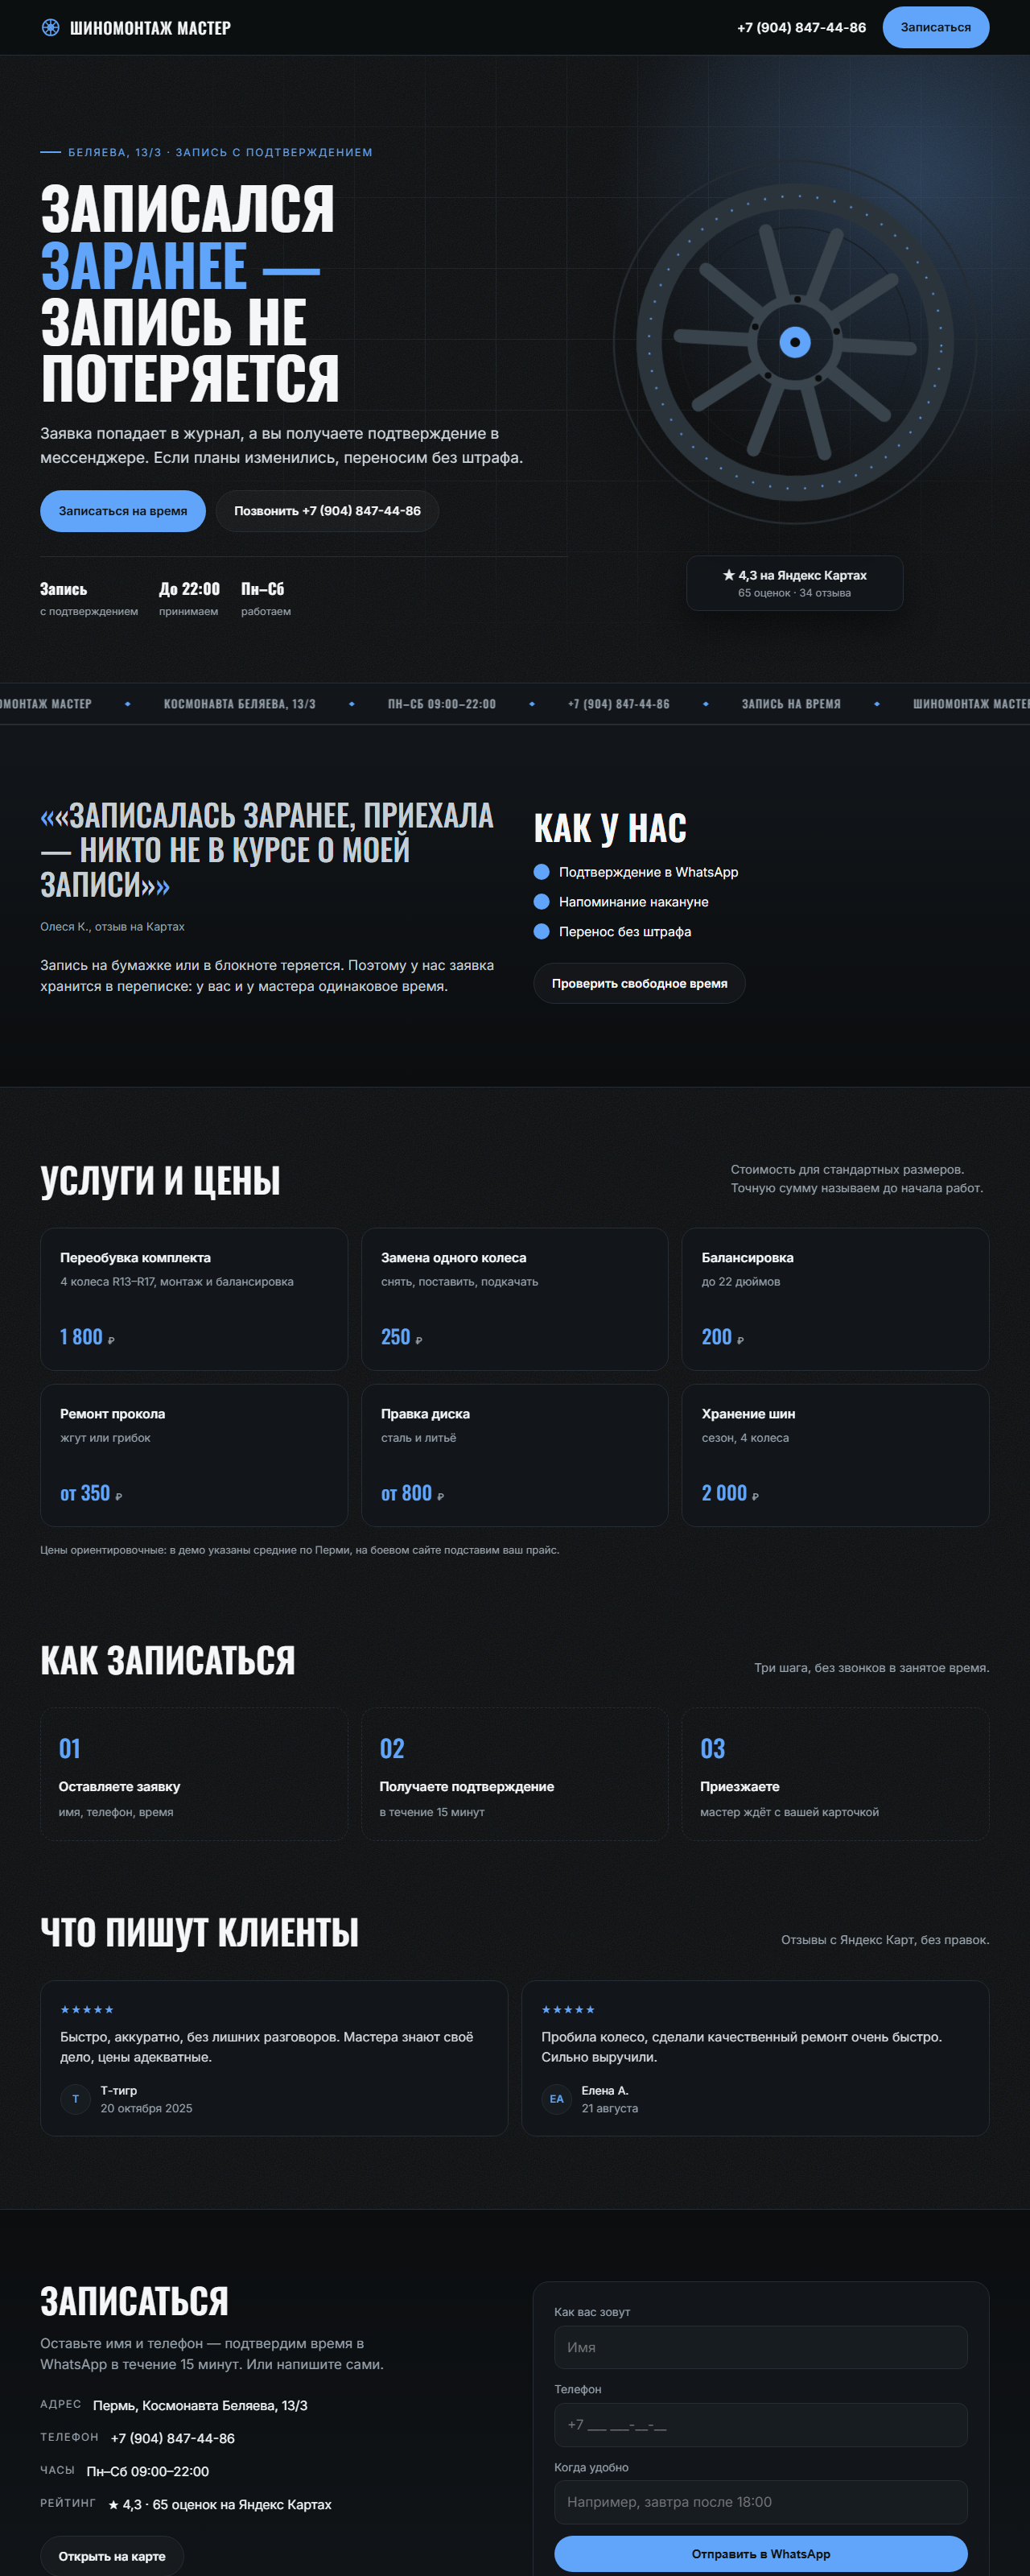 ШИНОМОНТАЖ МАСТЕР
+7 (904) 847-44-86
Записаться
БЕЛЯЕВА, 13/3 · ЗАПИСЬ С ПОДТВЕРЖДЕНИЕМ
ЗАПИСАЛСЯ
ЗАРАНЕЕ —
ЗАПИСЬ НЕ
ПОТЕРЯЕТСЯ
Заявка попадает в журнал, а вы получаете подтверждение в
мессенджере. Если планы изменились, переносим без штрафа.
Записаться на время
Позвонить +7 (904) 847-44-86
Запись
с подтверждением
До 22:00
принимаем
Пн–Сб
работаем
★ 4,3 на Яндекс Картах
65 оценок · 34 отзыва
ОМОНТАЖ МАСТЕР
КОСМОНАВТА БЕЛЯЕВА, 13/3
ПН–СБ 09:00–22:00
+7 (904) 847-44-86
ЗАПИСЬ НА ВРЕМЯ
ШИНОМОНТАЖ МАСТЕР
««ЗАПИСАЛАСЬ ЗАРАНЕЕ, ПРИЕХАЛА
— НИКТО НЕ В КУРСЕ О МОЕЙ
ЗАПИСИ»»
Олеся К., отзыв на Картах
Запись на бумажке или в блокноте теряется. Поэтому у нас заявка
хранится в переписке: у вас и у мастера одинаковое время.
КАК У НАС
Подтверждение в WhatsApp
Напоминание накануне
Перенос без штрафа
Проверить свободное время
УСЛУГИ И ЦЕНЫ
Стоимость для стандартных размеров.
Точную сумму называем до начала работ.
Переобувка комплекта
4 колеса R13–R17, монтаж и балансировка
1 800 ₽
Замена одного колеса
снять, поставить, подкачать
250 ₽
Балансировка
до 22 дюймов
200 ₽
Ремонт прокола
жгут или грибок
от 350 ₽
Правка диска
сталь и литьё
от 800 ₽
Хранение шин
сезон, 4 колеса
2 000 ₽
Цены ориентировочные: в демо указаны средние по Перми, на боевом сайте подставим ваш прайс.
КАК ЗАПИСАТЬСЯ
Три шага, без звонков в занятое время.
01
Оставляете заявку
имя, телефон, время
02
Получаете подтверждение
в течение 15 минут
03
Приезжаете
мастер ждёт с вашей карточкой
ЧТО ПИШУТ КЛИЕНТЫ
Отзывы с Яндекс Карт, без правок.
★★★★★
Быстро, аккуратно, без лишних разговоров. Мастера знают своё
дело, цены адекватные.
Т
Т-тигр
20 октября 2025
★★★★★
Пробила колесо, сделали качественный ремонт очень быстро.
Сильно выручили.
ЕА
Елена А.
21 августа
ЗАПИСАТЬСЯ
Оставьте имя и телефон — подтвердим время в
WhatsApp в течение 15 минут. Или напишите сами.
АДРЕС Пермь, Космонавта Беляева, 13/3
ТЕЛЕФОН +7 (904) 847-44-86
ЧАСЫ Пн–Сб 09:00–22:00
РЕЙТИНГ ★ 4,3 · 65 оценок на Яндекс Картах
Открыть на карте
Как вас зовут
Имя
Телефон
+7 ___ ___-__-__
Когда удобно
Например, завтра после 18:00
Отправить в WhatsApp